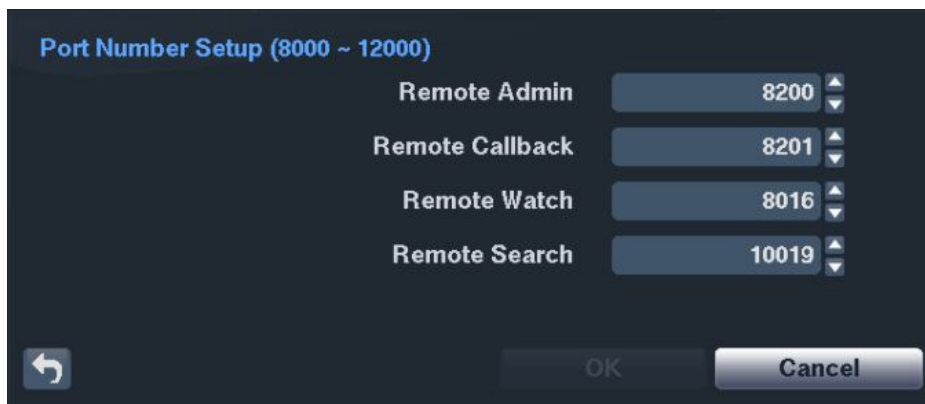 Port Number Setup (8000 ~ 12000)
Remote Admin 8200
Remote Callback 8201
Remote Watch 8016
Remote Search 10019
OK Cancel